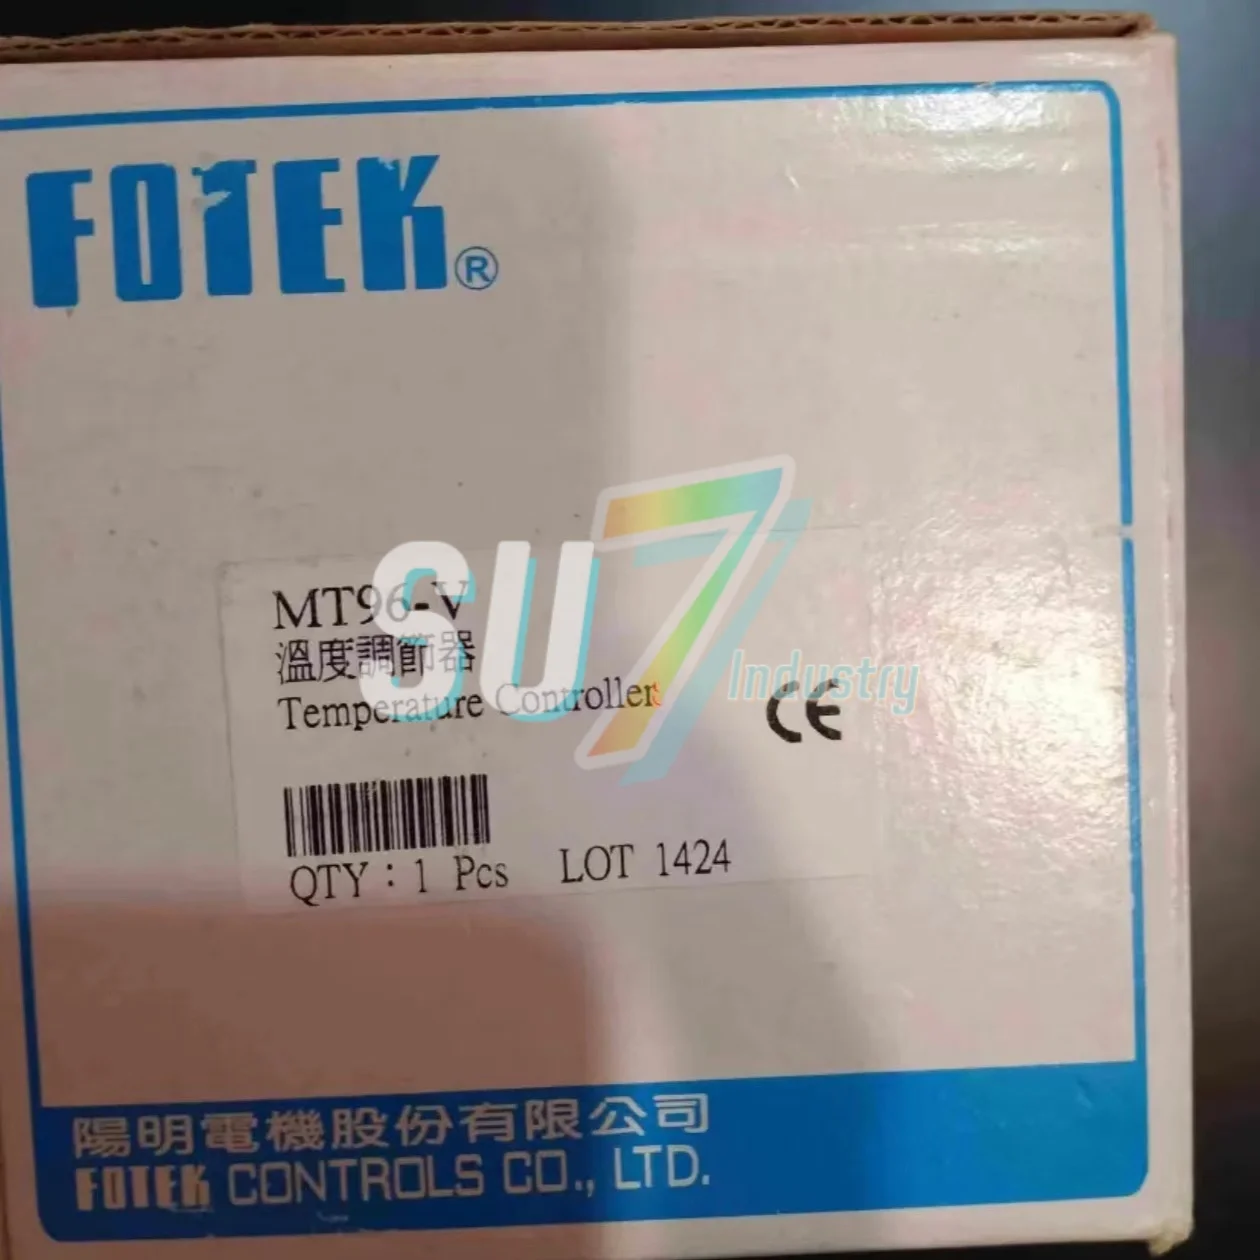 FOTEK®
MT96-V
溫度調節器
Temperature Controller
CE
QTY : 1 Pcs LOT 1424
SU7 Industry
陽明電機股份有限公司
FOTEK CONTROLS CO., LTD.